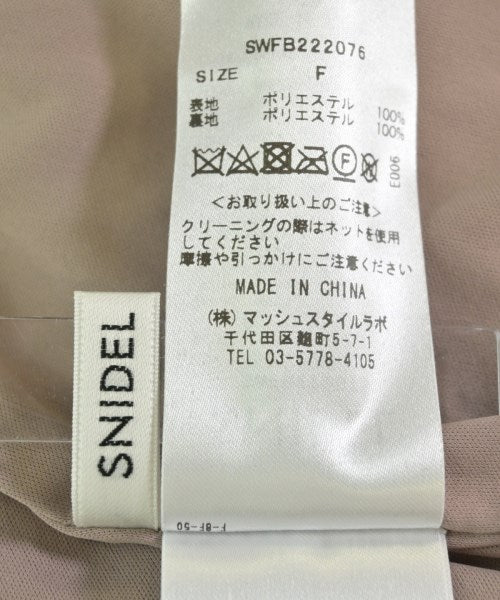 SWFB222076
SIZE F
表地 ポリエステル 100%
裏地 ポリエステル 100%
F
E006
<お取り扱い上のご注意>
クリーニングの際はネットを使用
してください
摩擦や引っかけにご注意ください
MADE IN CHINA
(株) マッシュスタイルラボ
千代田区麹町5-7-1
TEL 03-5778-4105
SNIDEL
F-8F-50